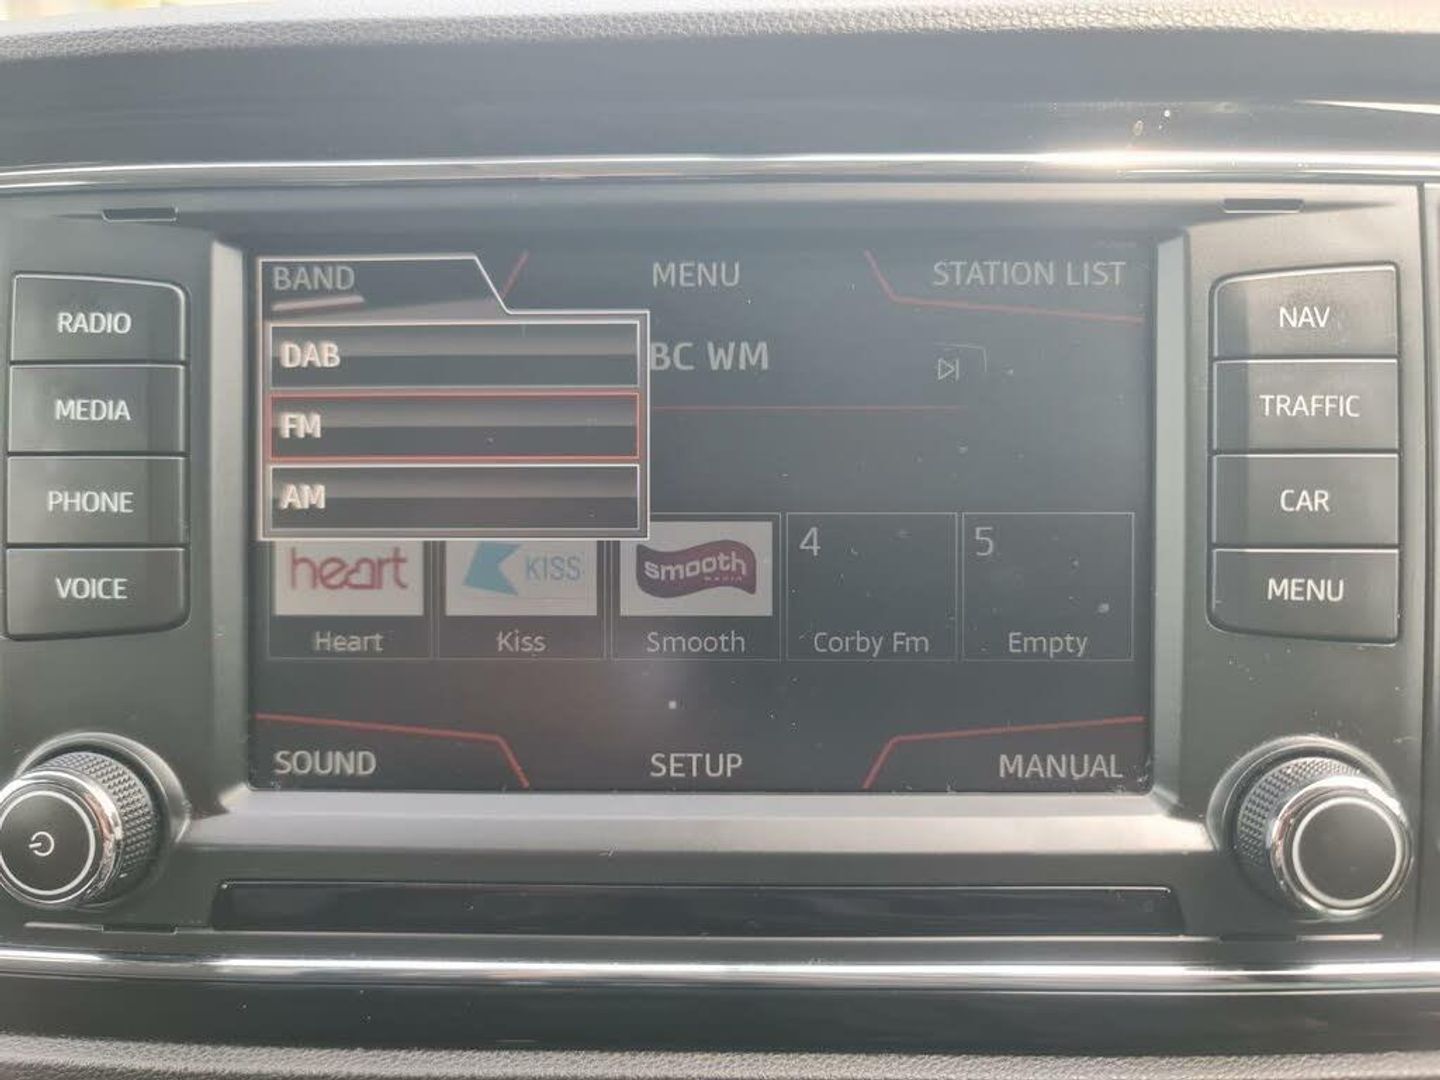 BAND MENU STATION LIST
RADIO
DAB
BC WM
NAV
MEDIA
FM
TRAFFIC
PHONE
AM
CAR
heart KISS smooth 4 5
VOICE
Heart Kiss Smooth Corby Fm Empty
MENU
SOUND SETUP MANUAL